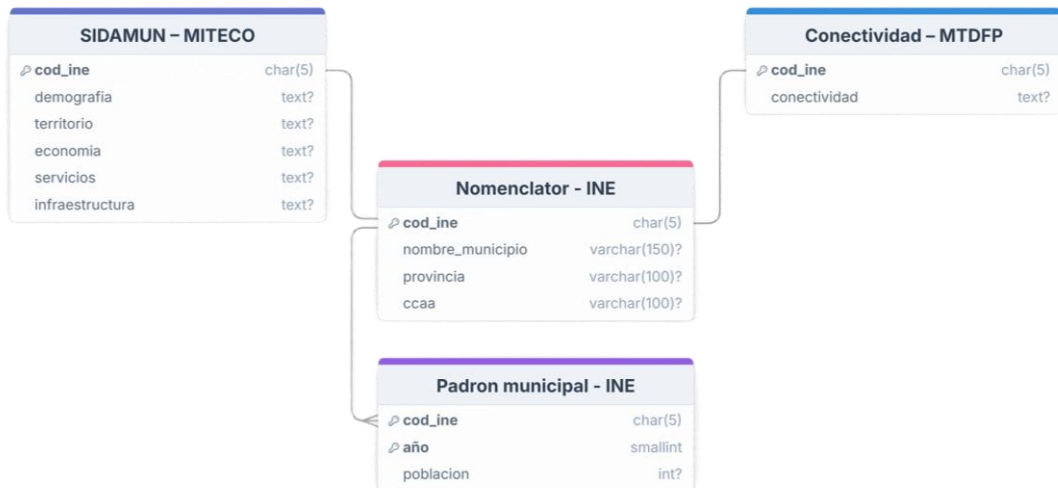 SIDAMUN – MITECO
cod_ine char(5)
demografia text?
territorio text?
economia text?
servicios text?
infraestructura text?
Conectividad – MTDFP
cod_ine char(5)
conectividad text?
Nomenclator - INE
cod_ine char(5)
nombre_municipio varchar(150)?
provincia varchar(100)?
ccaa varchar(100)?
Padron municipal - INE
cod_ine char(5)
año smallint
poblacion int?